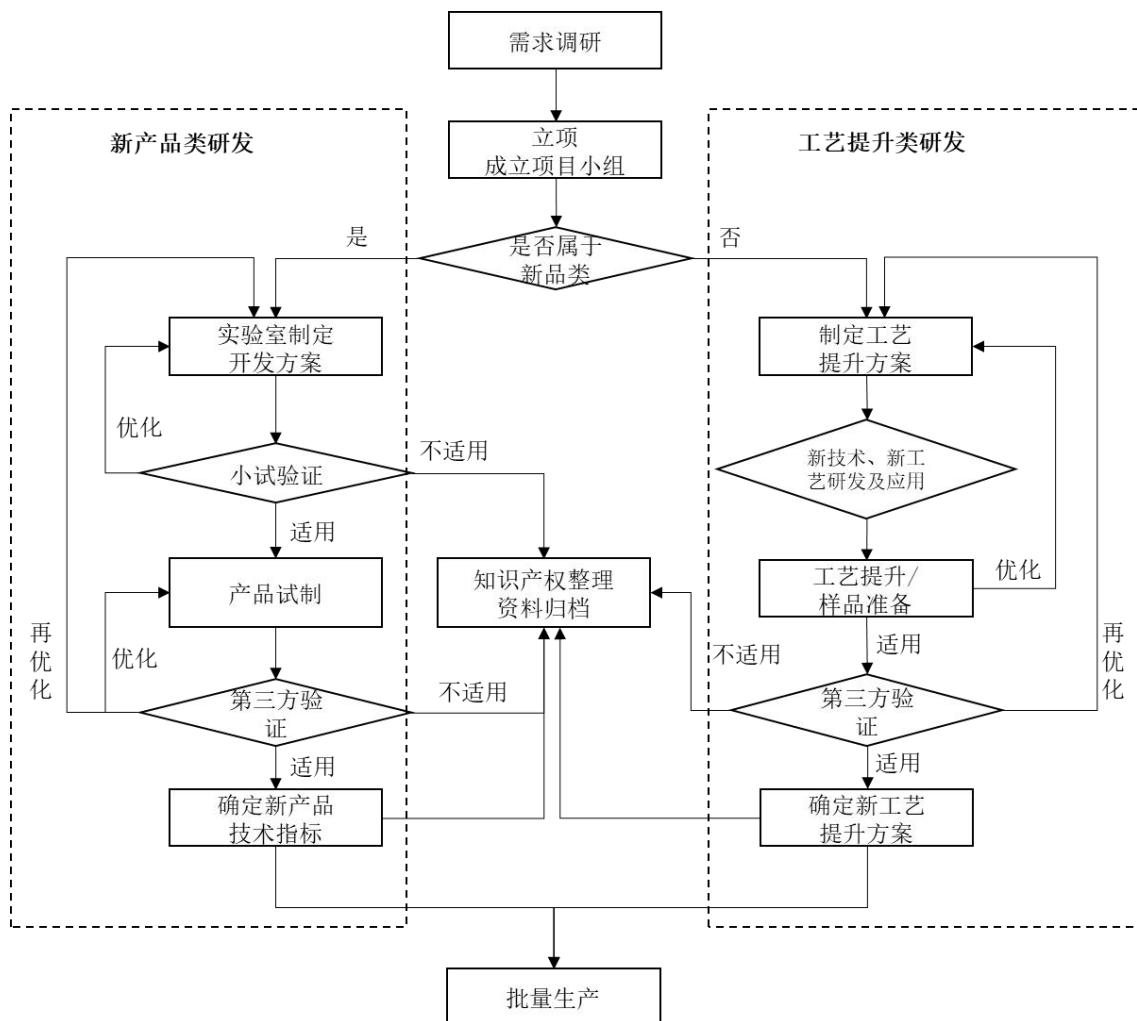 需求调研
立项
成立项目小组
是否属于
新品类
是
否
新产品类研发
实验室制定
开发方案
优化
小试验证
不适用
适用
产品试制
优化
再优化
第三方验
证
不适用
适用
确定新产品
技术指标
知识产权整理
资料归档
工艺提升类研发
制定工艺
提升方案
新技术、新工
艺研发及应用
工艺提升/
样品准备
优化
适用
不适用
再优化
第三方验
证
适用
确定新工艺
提升方案
批量生产